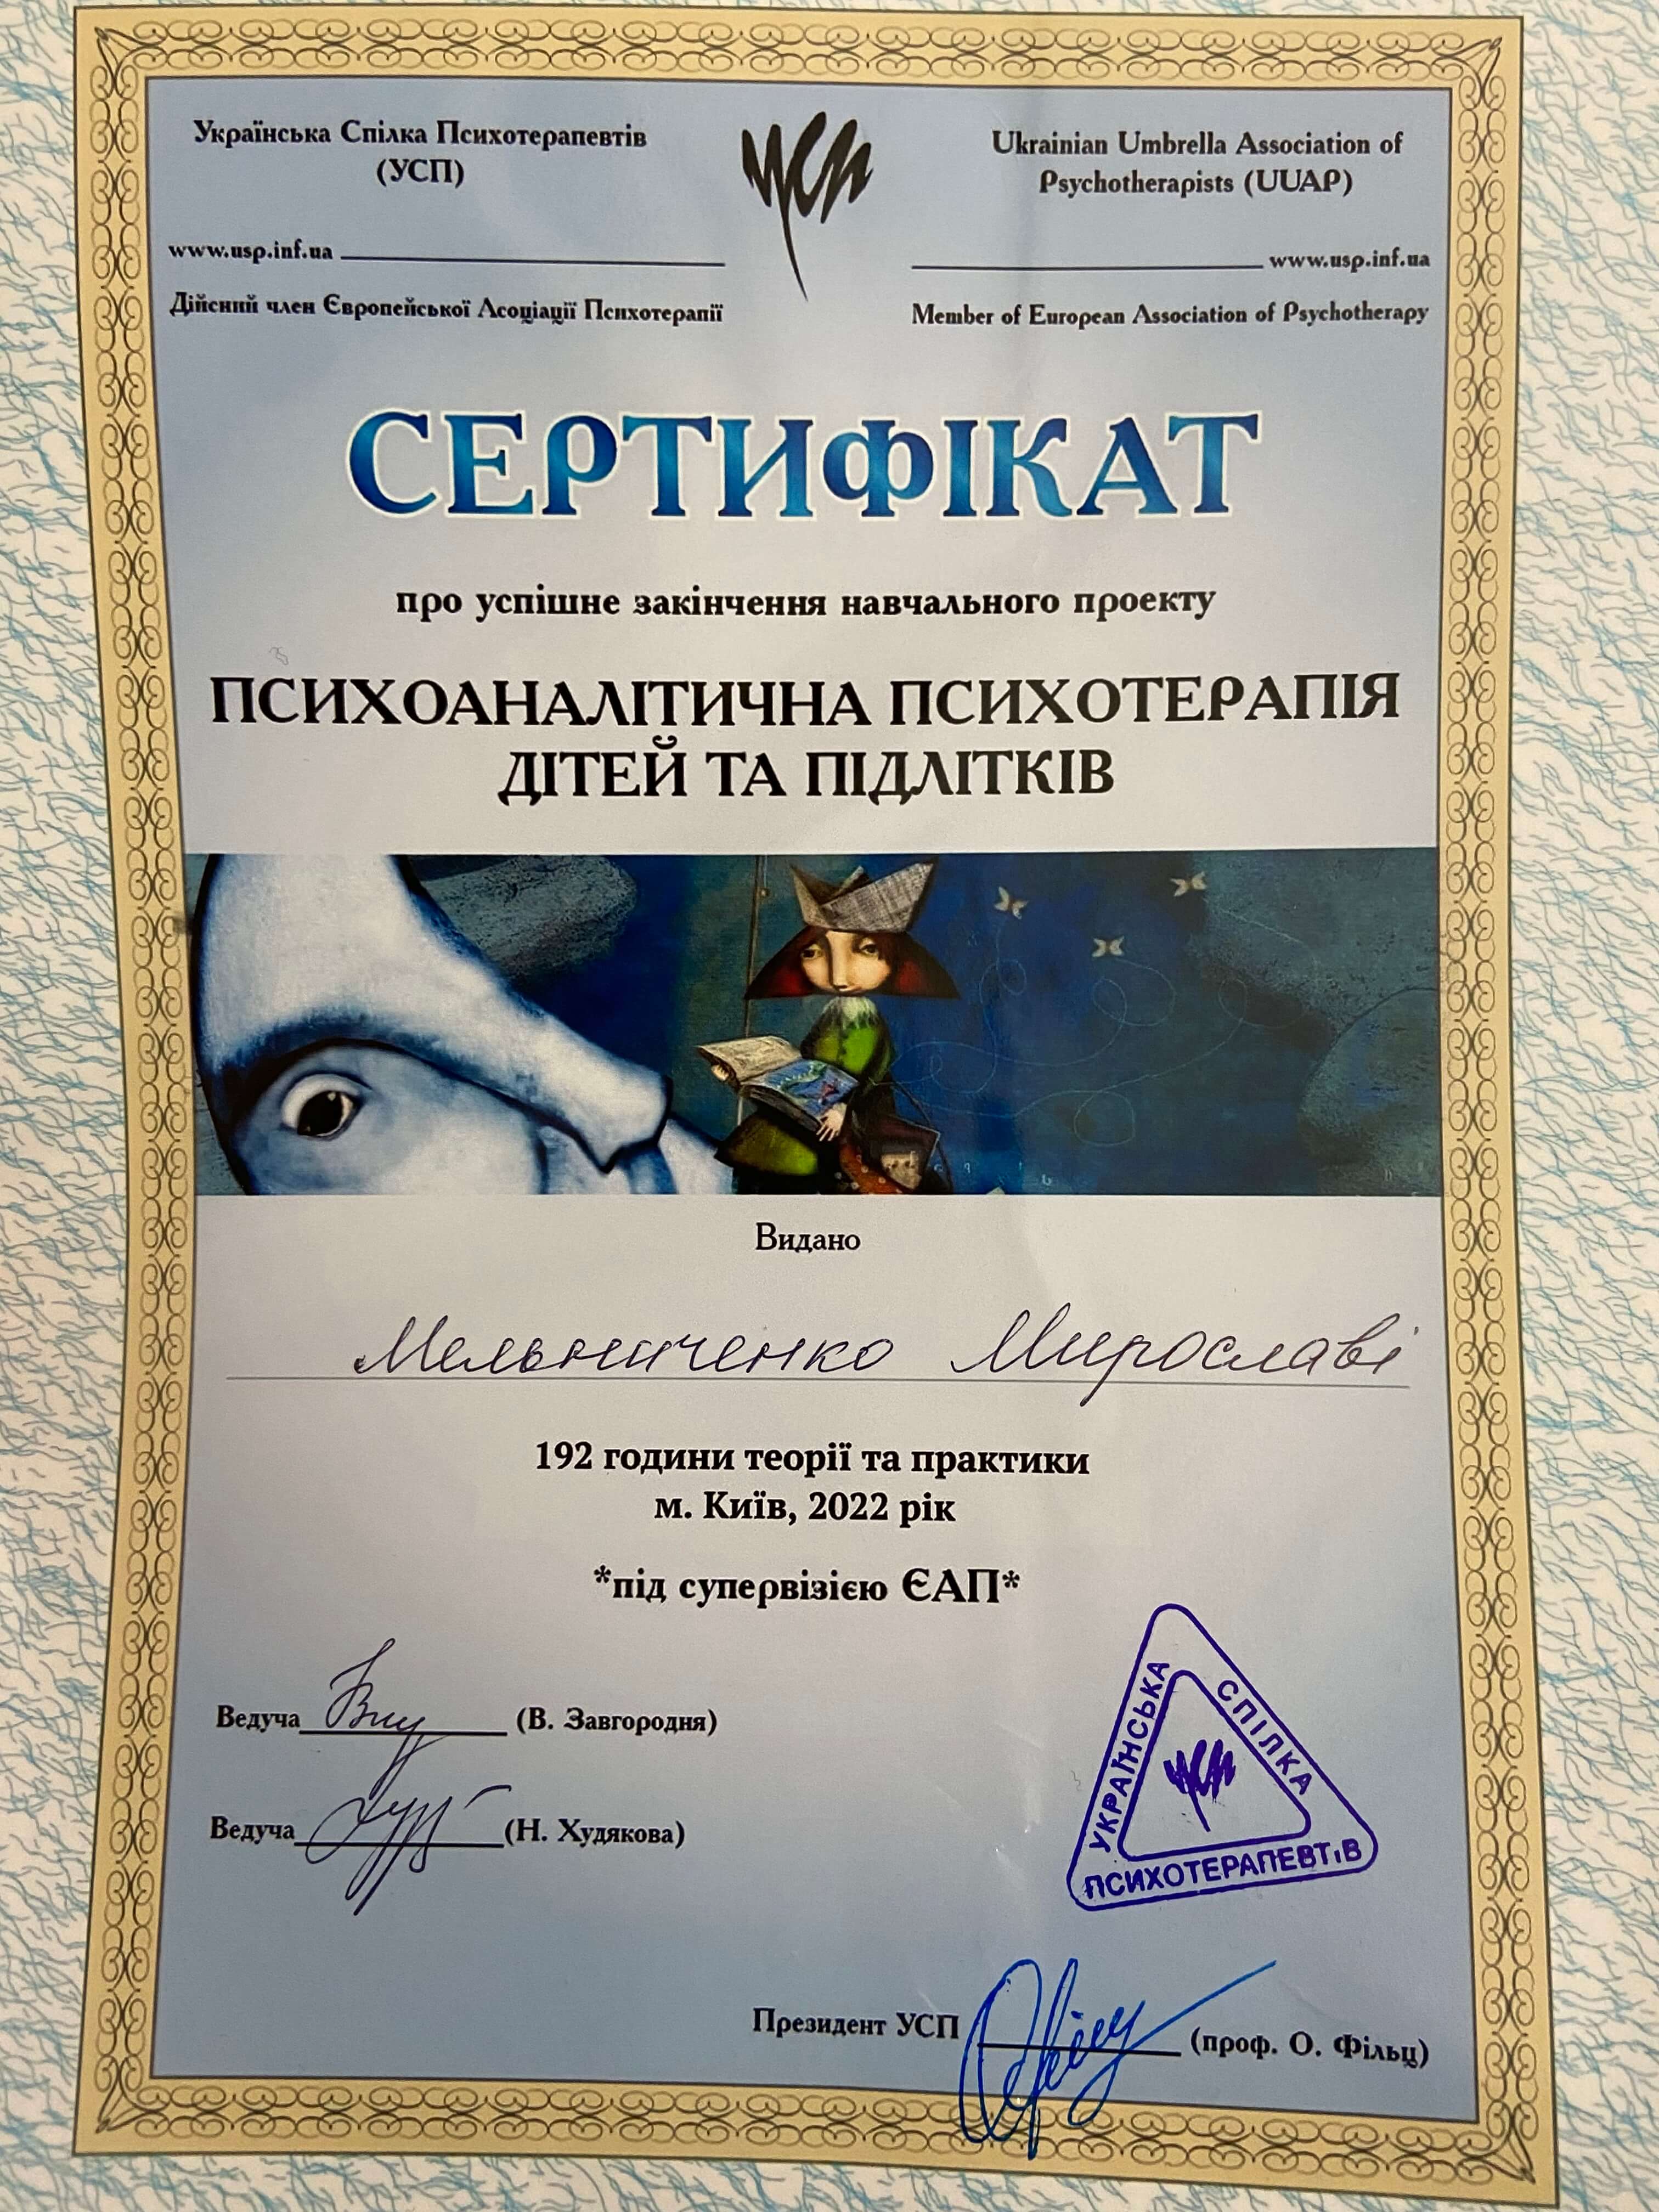 Українська Спілка Психотерапевтів
(УСП)
www.usp.inf.ua
Дійсний член Європейської Асоціації Психотерапії
усп
Ukrainian Umbrella Association of
Psychotherapists (UUAP)
www.usp.inf.ua
Member of European Association of Psychotherapy
СЕРТИФІКАТ
про успішне закінчення навчального проекту
ПСИХОАНАЛІТИЧНА ПСИХОТЕРАПІЯ
ДІТЕЙ ТА ПІДЛІТКІВ
Видано
Мельниченко Мирославі
192 години теорії та практики
м. Київ, 2022 рік
*під супервізією ЄАП*
Ведуча (В. Завгородня)
Ведуча (Н. Худякова)
УКРАЇНСЬКА СПІЛКА ПСИХОТЕРАПЕВТІВ
усп
Президент УСП (проф. О. Фільц)